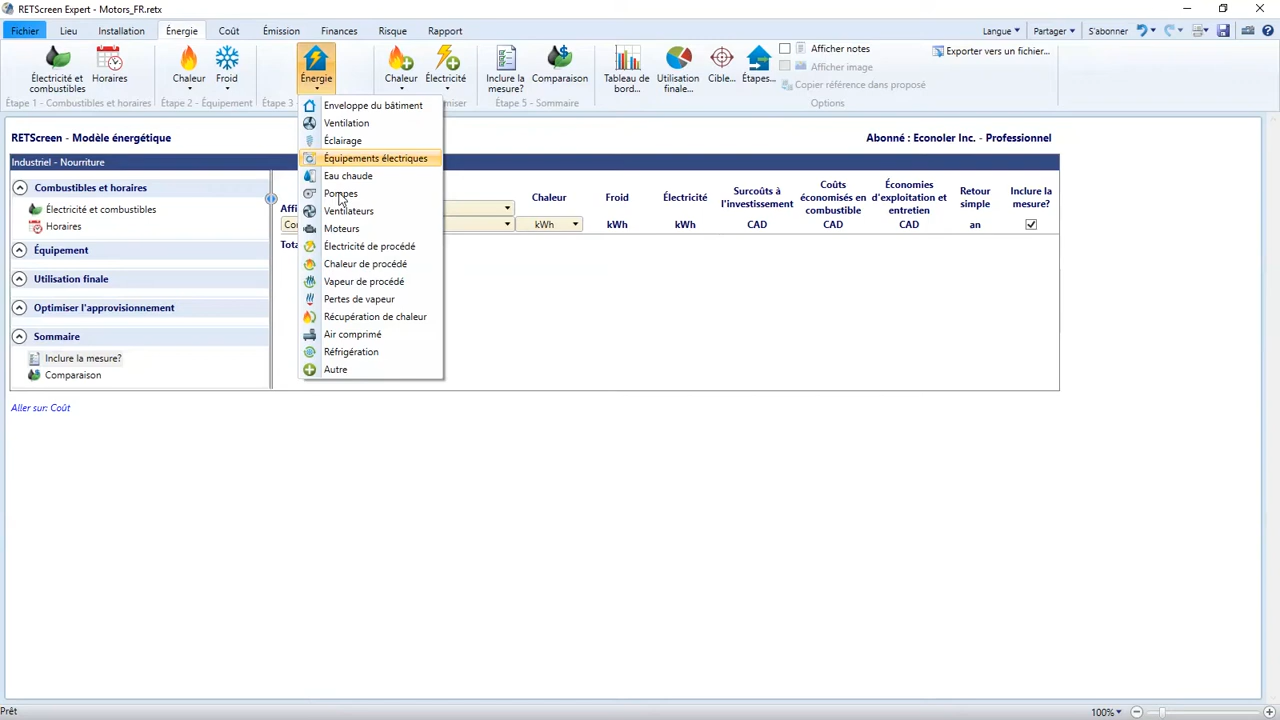 RETScreen Expert - Motors_FR.retx
Fichier Lieu Installation Énergie Coût Émission Finances Risque Rapport Langue Partager S'abonner
Électricité et combustibles Horaires Chaleur Froid Énergie Chaleur Électricité Inclure la mesure? Comparaison Tableau de bord... Utilisation finale... Cible... Étapes...
Afficher notes
Afficher image
Copier référence dans proposé
Exporter vers un fichier...
Étape 1 - Combustibles et horaires Étape 2 - Équipement Étape 3 - Étape 5 - Sommaire Options
Enveloppe du bâtiment
Ventilation
Éclairage
Équipements électriques
Eau chaude
Pompes
Ventilateurs
Moteurs
Électricité de procédé
Chaleur de procédé
Vapeur de procédé
Pertes de vapeur
Récupération de chaleur
Air comprimé
Réfrigération
Autre
RETScreen - Modèle énergétique Abonné : Econoler Inc. - Professionnel
Industriel - Nourriture
Combustibles et horaires
Électricité et combustibles
Horaires
Équipement
Utilisation finale
Optimiser l'approvisionnement
Sommaire
Inclure la mesure?
Comparaison
Chaleur Froid Électricité Surcoûts à l'investissement Coûts économisés en combustible Économies d'exploitation et entretien Retour simple Inclure la mesure?
kWh kWh kWh CAD CAD CAD an
Aller sur: Coût
Prêt 100%